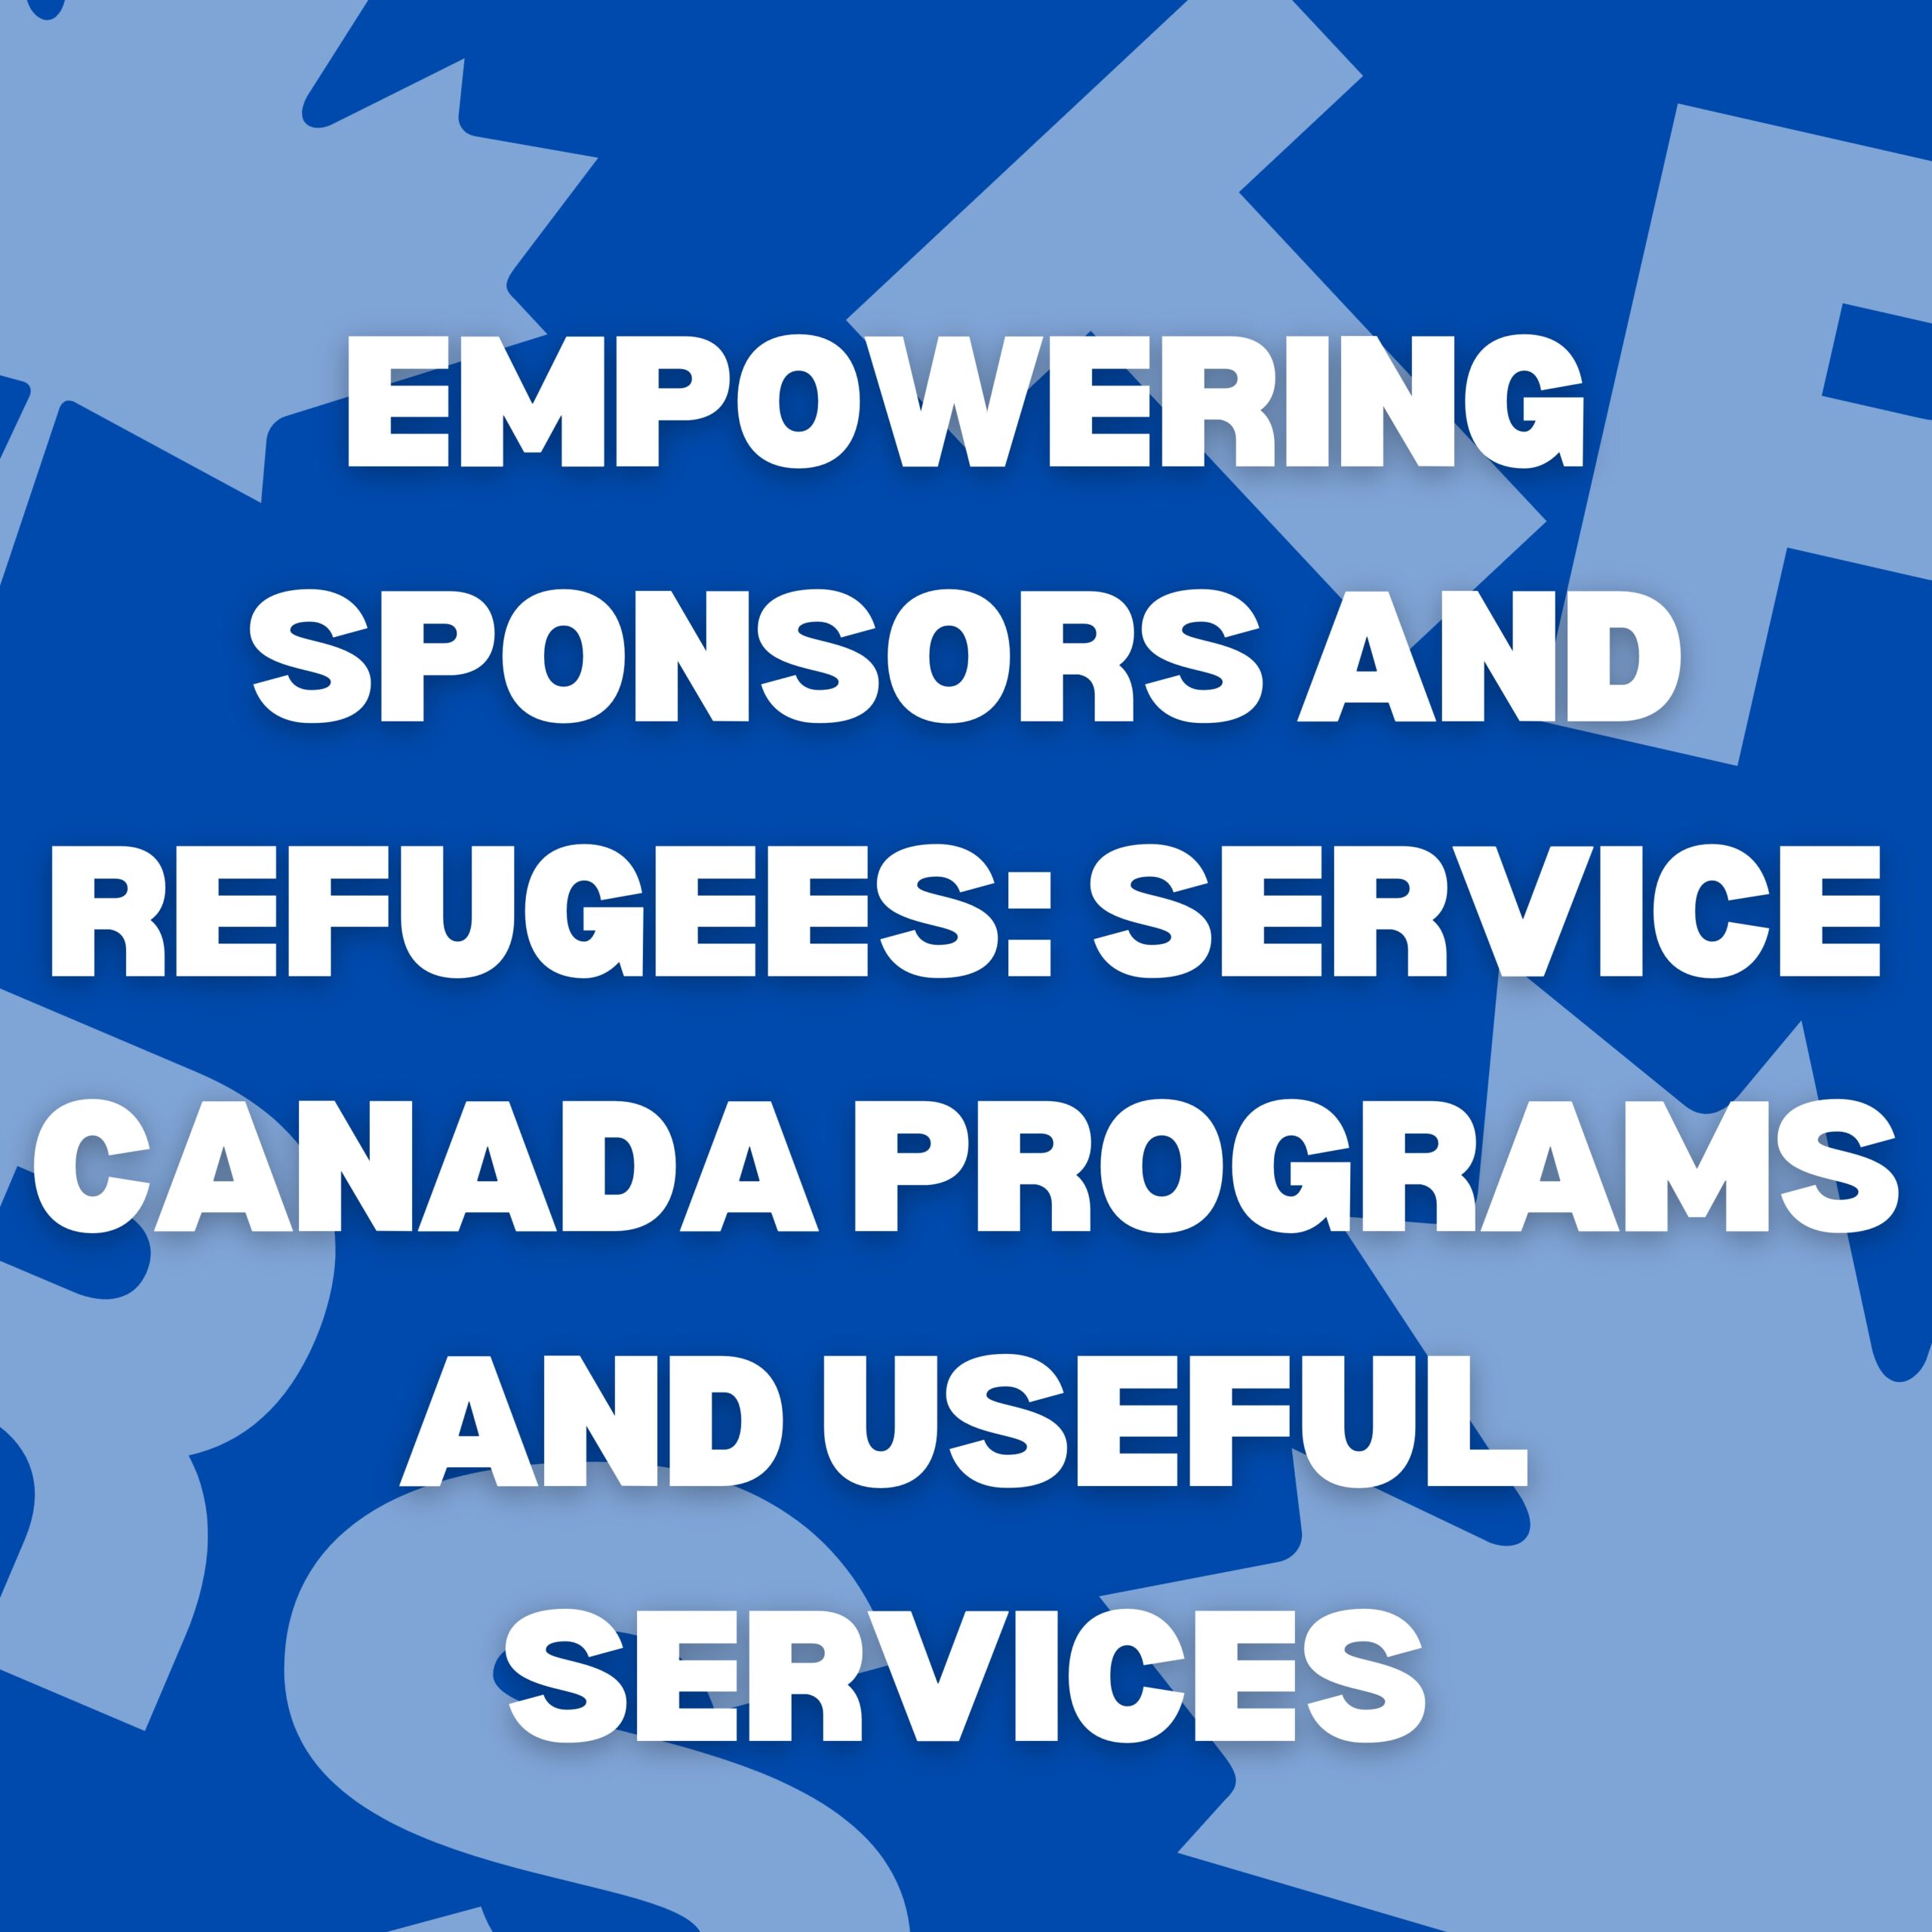 EMPOWERING
SPONSORS AND
REFUGEES: SERVICE
CANADA PROGRAMS
AND USEFUL
SERVICES